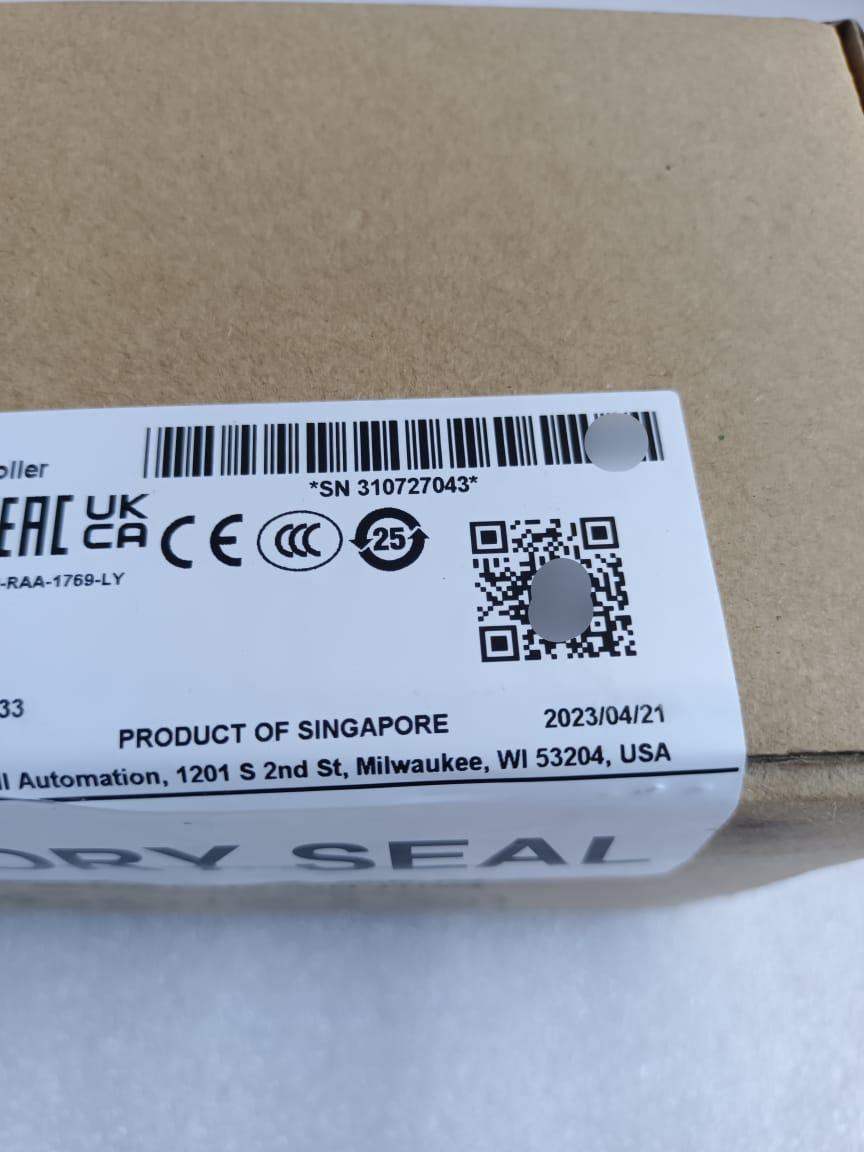 oller
*SN 310727043*
EAC UK CA CE CCC 25
-RAA-1769-LY
33
PRODUCT OF SINGAPORE 2023/04/21
ll Automation, 1201 S 2nd St, Milwaukee, WI 53204, USA
ORY SEAL